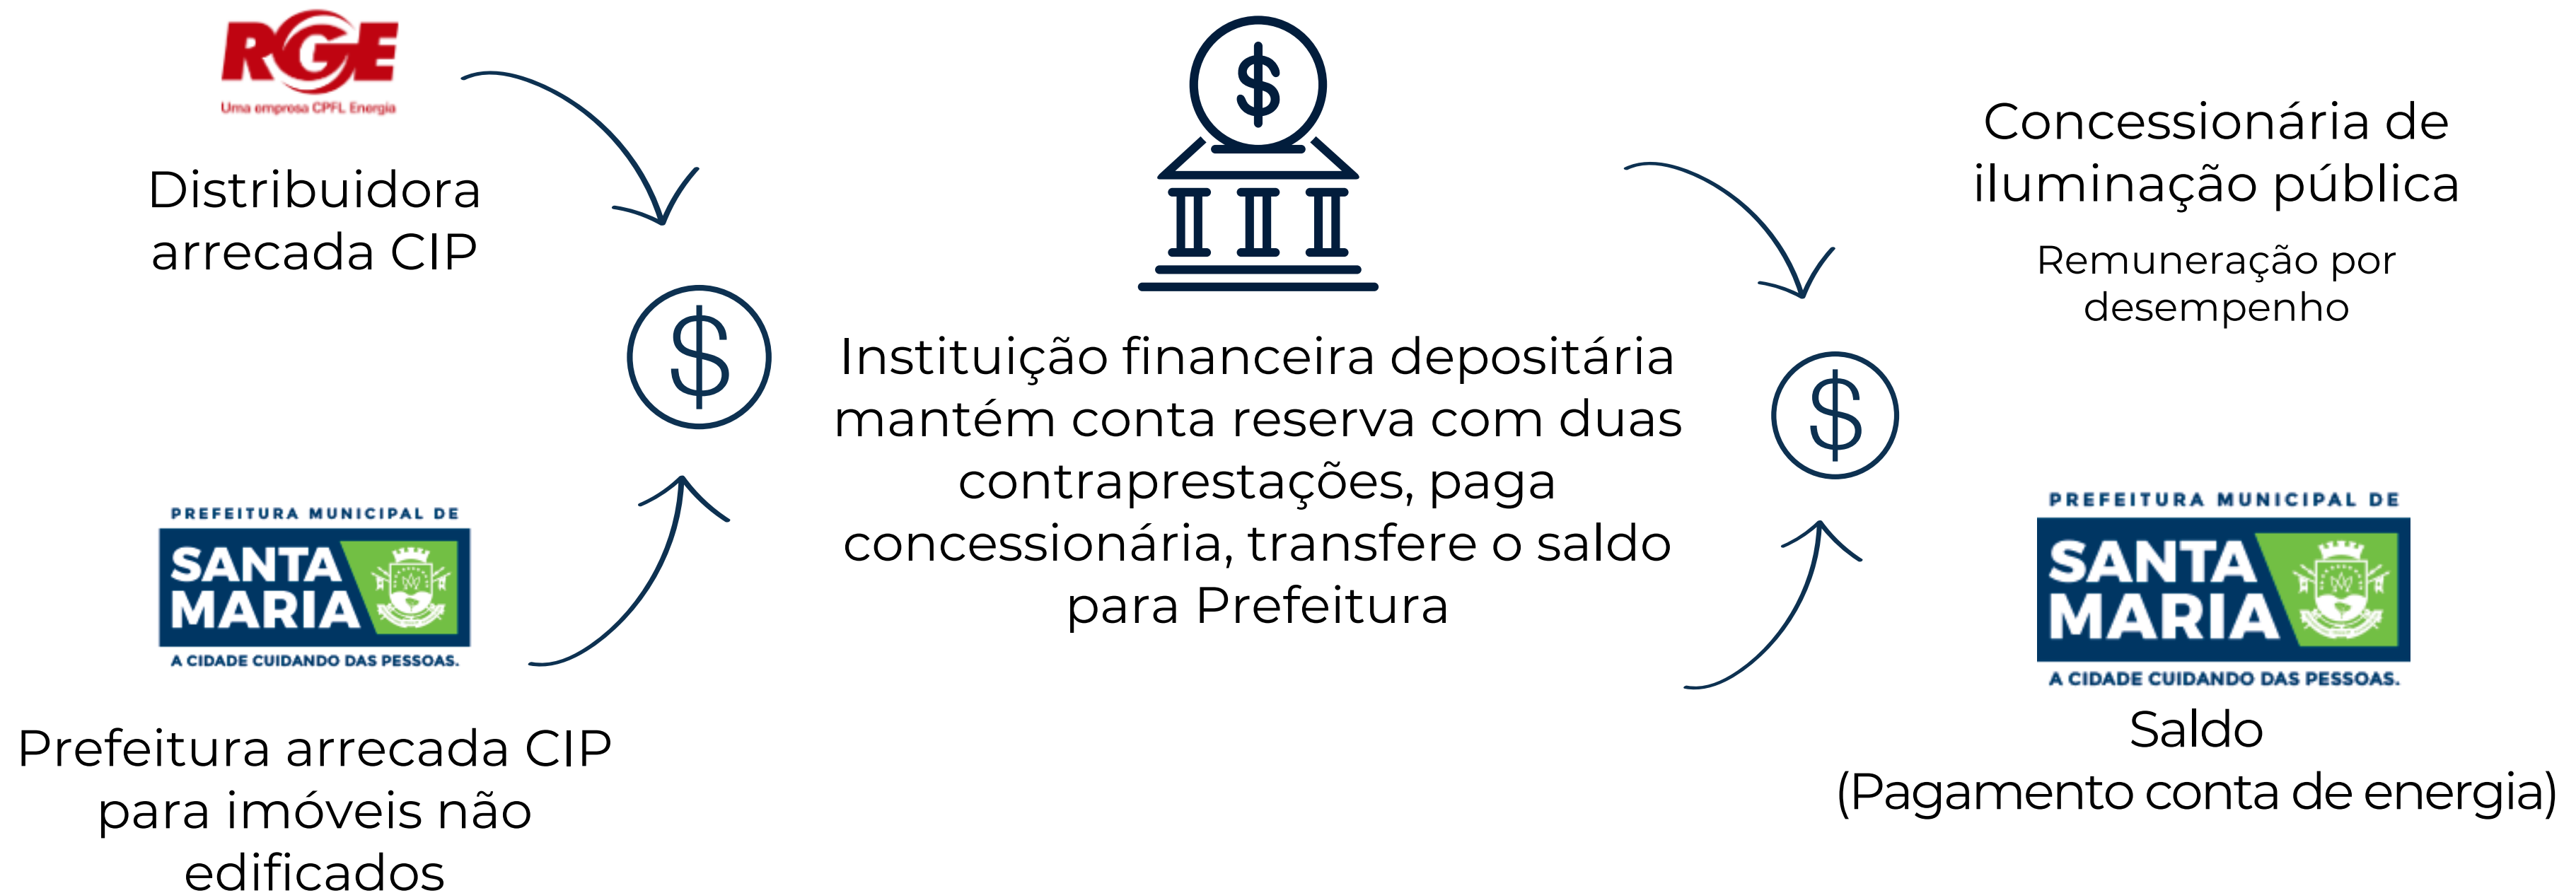 RGE
Uma empresa CPFL Energia
Distribuidora
arrecada CIP
$
PREFEITURA MUNICIPAL DE
SANTA
MARIA
A CIDADE CUIDANDO DAS PESSOAS.
Prefeitura arrecada CIP
para imóveis não
edificados
$
Instituição financeira depositária
mantém conta reserva com duas
contraprestações, paga
concessionária, transfere o saldo
para Prefeitura
$
Concessionária de
iluminação pública
Remuneração por
desempenho
PREFEITURA MUNICIPAL DE
SANTA
MARIA
A CIDADE CUIDANDO DAS PESSOAS.
Saldo
(Pagamento conta de energia)